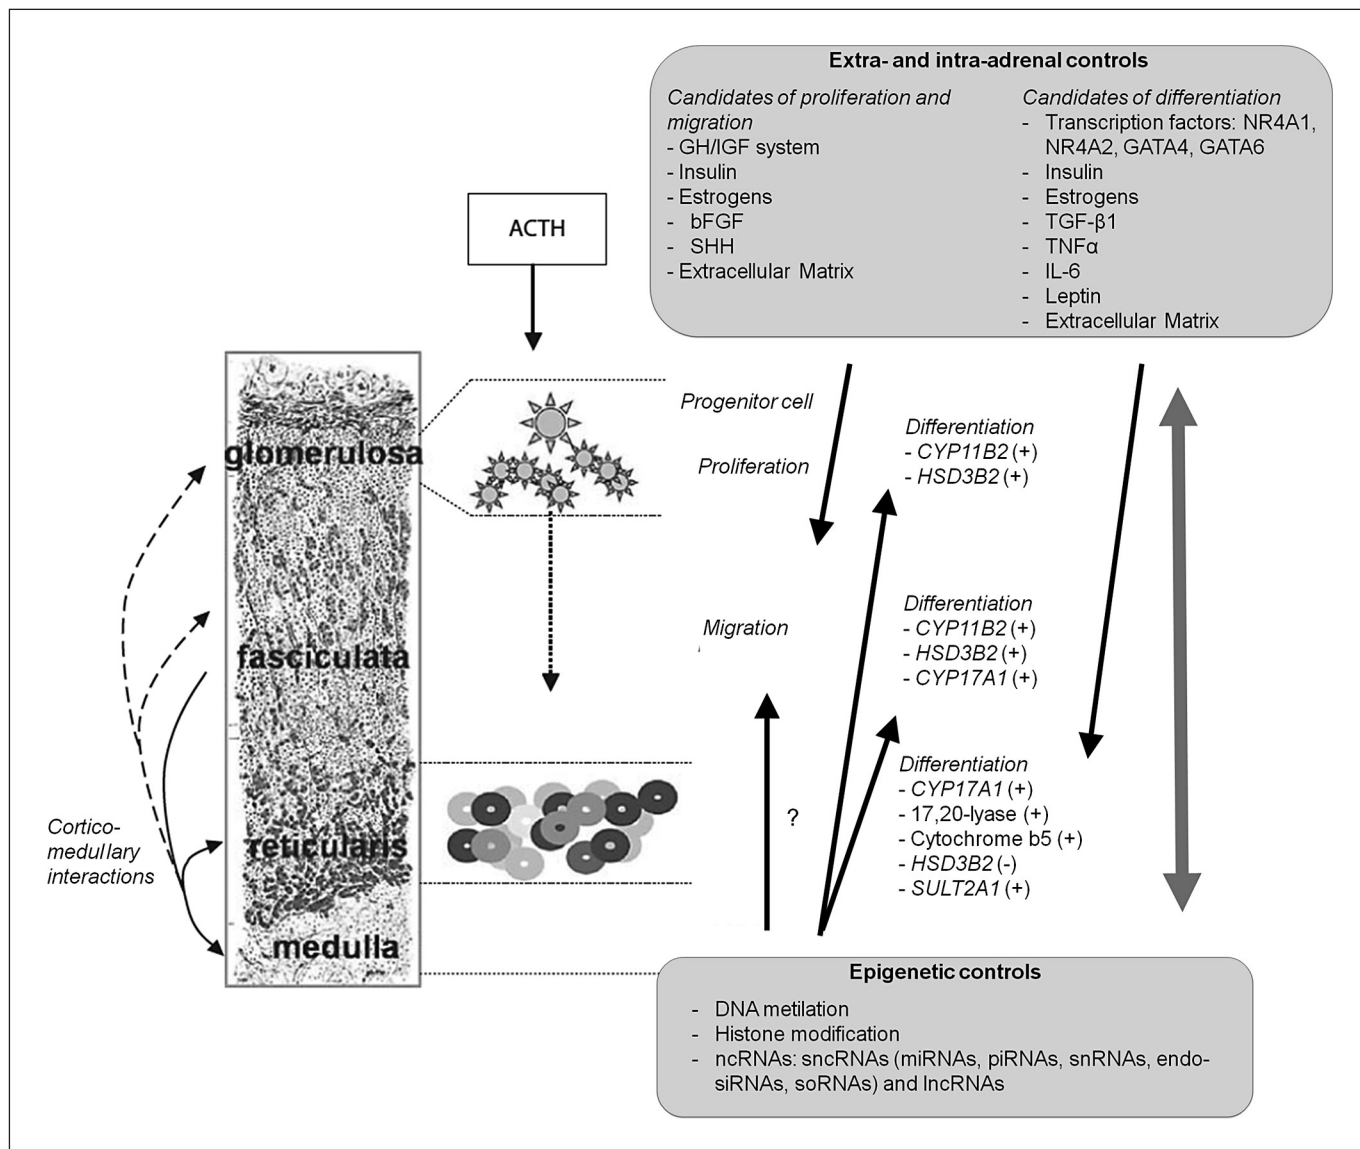 Extra- and intra-adrenal controls
Candidates of proliferation and
migration
- GH/IGF system
- Insulin
- Estrogens
- bFGF
- SHH
- Extracellular Matrix
Candidates of differentiation
- Transcription factors: NR4A1,
NR4A2, GATA4, GATA6
- Insulin
- Estrogens
- TGF-β1
- TNFα
- IL-6
- Leptin
- Extracellular Matrix
ACTH
glomerulosa
fasciculata
reticularis
medulla
Cortico-
medullary
interactions
Progenitor cell
Proliferation
Migration
?
Differentiation
- CYP11B2 (+)
- HSD3B2 (+)
Differentiation
- CYP11B2 (+)
- HSD3B2 (+)
- CYP17A1 (+)
Differentiation
- CYP17A1 (+)
- 17,20-lyase (+)
- Cytochrome b5 (+)
- HSD3B2 (-)
- SULT2A1 (+)
Epigenetic controls
- DNA metilation
- Histone modification
- ncRNAs: sncRNAs (miRNAs, piRNAs, snRNAs, endo-
siRNAs, soRNAs) and lncRNAs